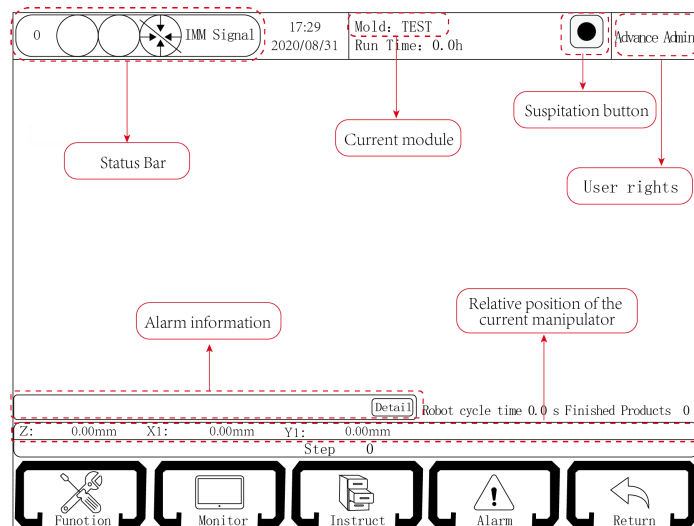 0
IMM Signal
17:29
2020/08/31
Mold: TEST
Run Time: 0.0h
Advance Admin
Suspitation button
Current module
Status Bar
User rights
Relative position of the
current manipulator
Alarm information
Detail
Robot cycle time 0.0 s Finished Products 0
Z: 0.00mm X1: 0.00mm Y1: 0.00mm
Step 0
Funotion
Monitor
Instruct
Alarm
Return